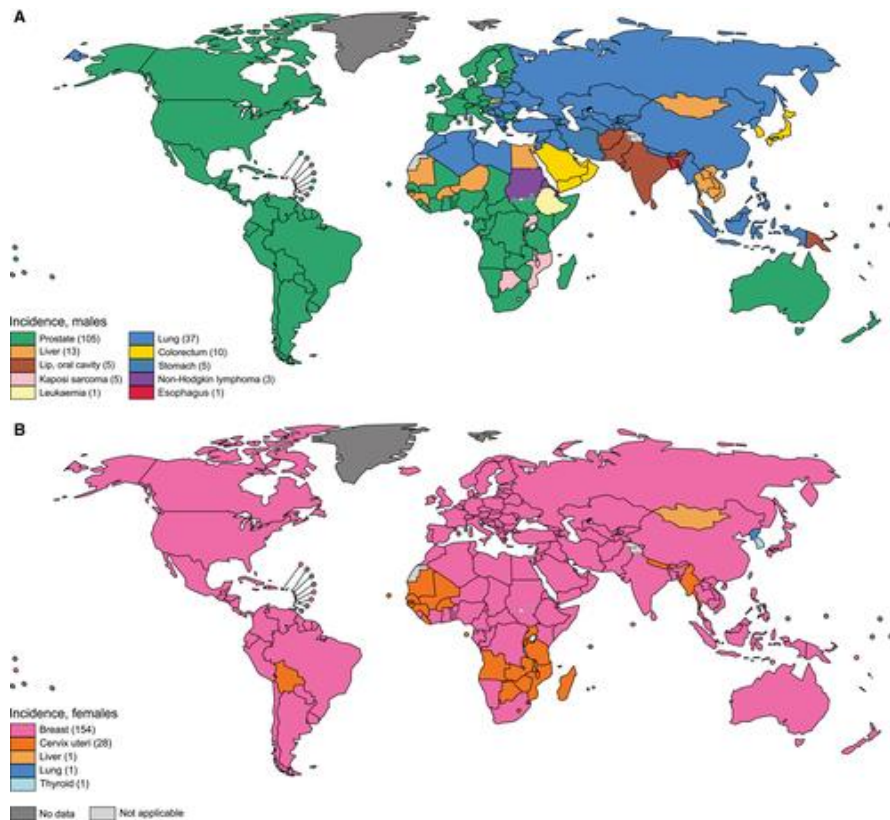 A
Incidence, males
Prostate (105)
Lung (37)
Liver (13)
Colorectum (10)
Lip, oral cavity (5)
Stomach (5)
Kaposi sarcoma (5)
Non-Hodgkin lymphoma (3)
Leukaemia (1)
Esophagus (1)
B
Incidence, females
Breast (154)
Cervix uteri (28)
Liver (1)
Lung (1)
Thyroid (1)
No data
Not applicable